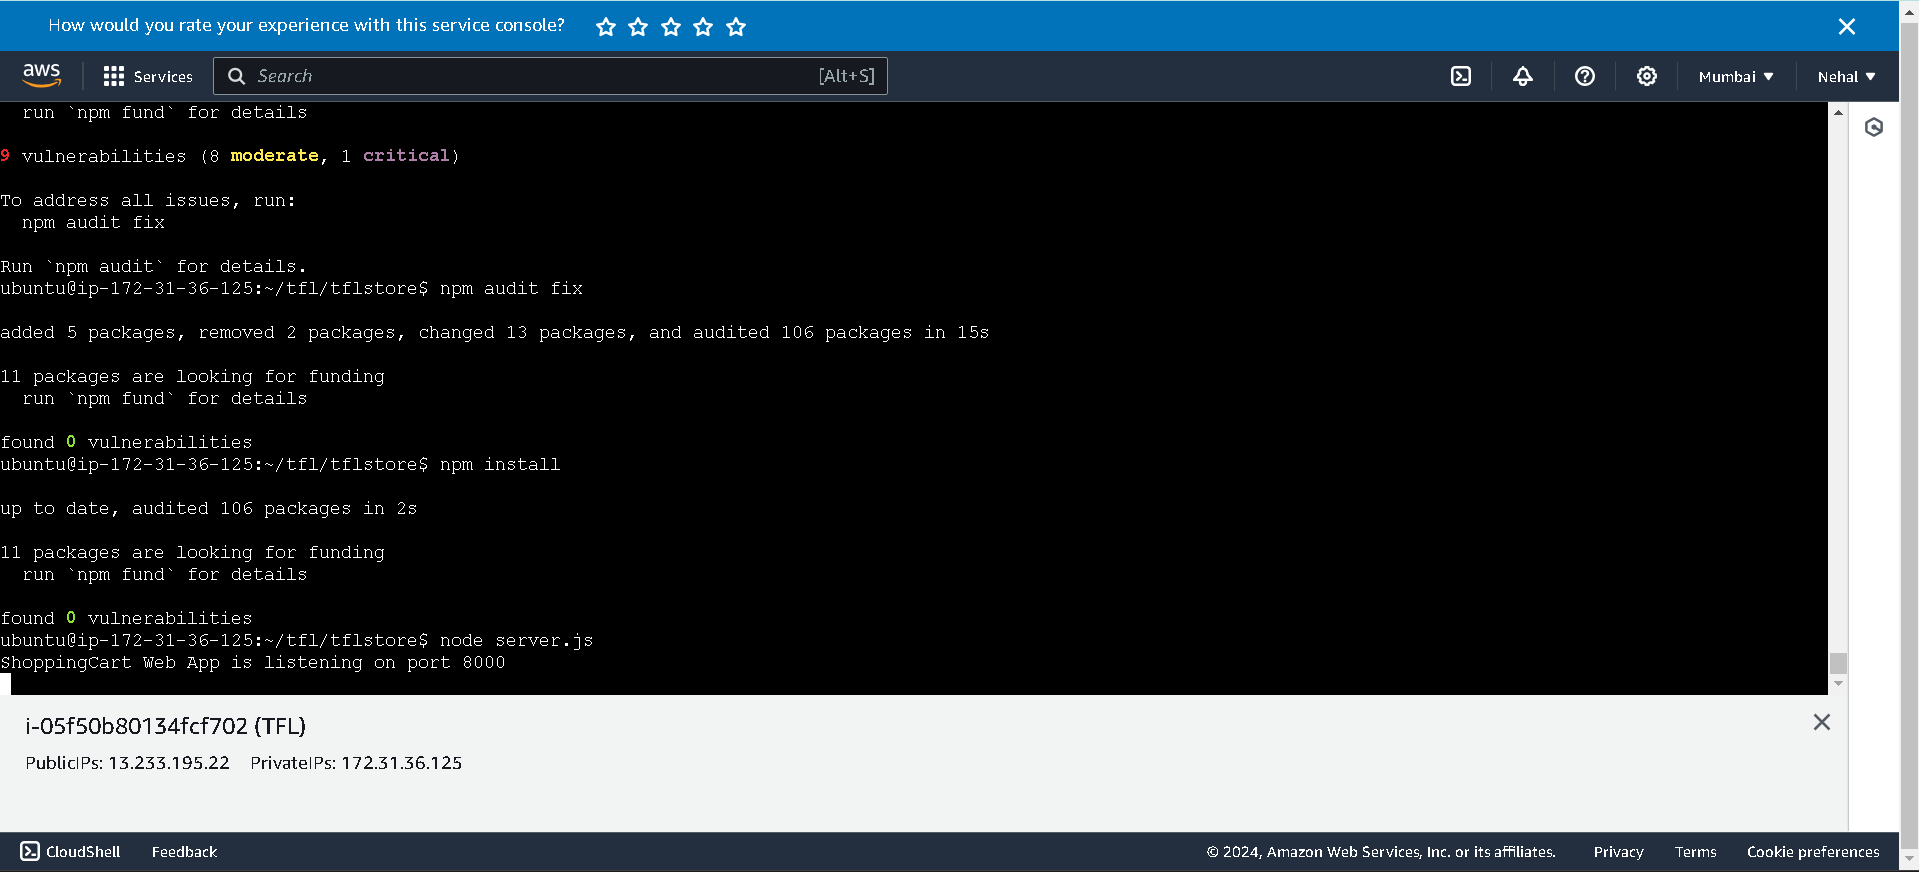 How would you rate your experience with this service console?
aws Services Search [Alt+S] Mumbai ▼ Nehal ▼
run `npm fund` for details
9 vulnerabilities (8 moderate, 1 critical)
To address all issues, run:
npm audit fix
Run `npm audit` for details.
ubuntu@ip-172-31-36-125:~/tfl/tflstore$ npm audit fix
added 5 packages, removed 2 packages, changed 13 packages, and audited 106 packages in 15s
11 packages are looking for funding
run `npm fund` for details
found 0 vulnerabilities
ubuntu@ip-172-31-36-125:~/tfl/tflstore$ npm install
up to date, audited 106 packages in 2s
11 packages are looking for funding
run `npm fund` for details
found 0 vulnerabilities
ubuntu@ip-172-31-36-125:~/tfl/tflstore$ node server.js
ShoppingCart Web App is listening on port 8000
i-05f50b80134fcf702 (TFL)
PublicIPs: 13.233.195.22 PrivateIPs: 172.31.36.125
CloudShell Feedback © 2024, Amazon Web Services, Inc. or its affiliates. Privacy Terms Cookie preferences